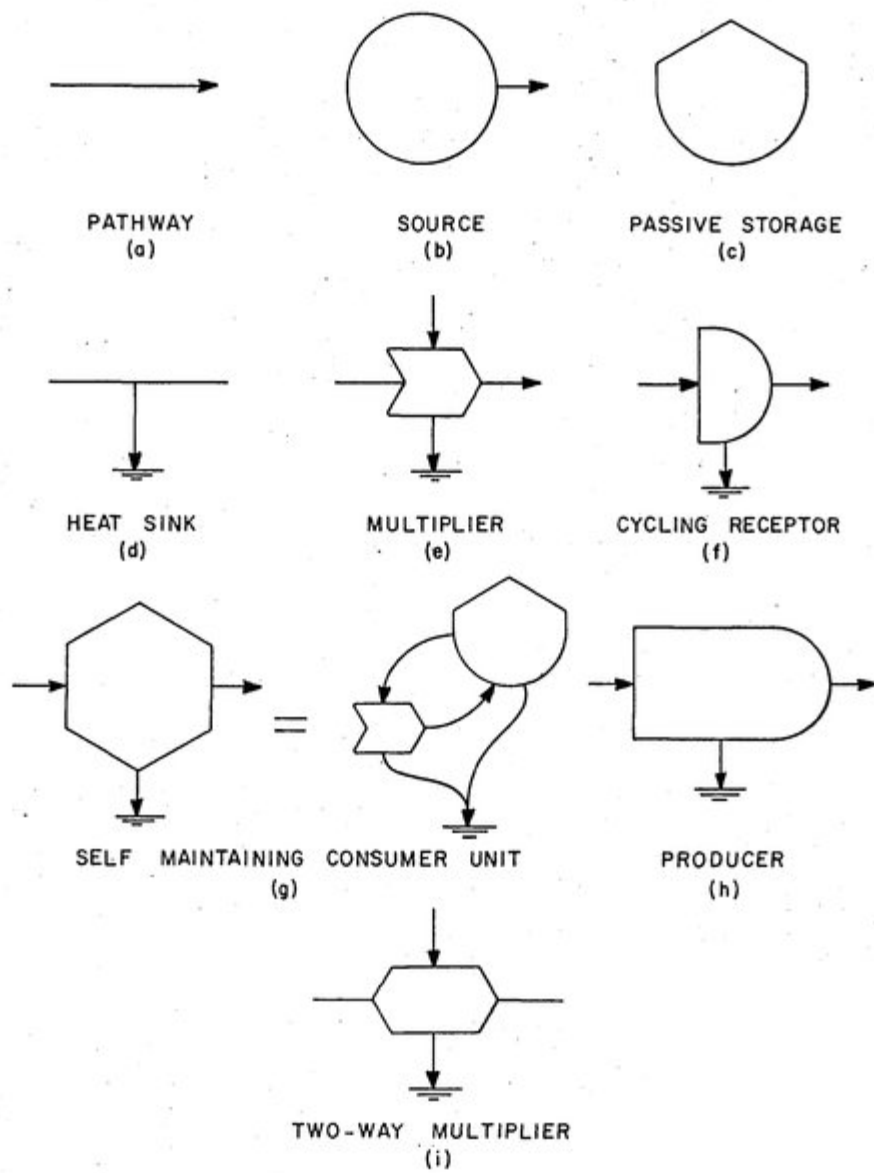 PATHWAY
(a)
SOURCE
(b)
PASSIVE STORAGE
(c)
HEAT SINK
(d)
MULTIPLIER
(e)
CYCLING RECEPTOR
(f)
SELF MAINTAINING CONSUMER UNIT
(g)
PRODUCER
(h)
TWO-WAY MULTIPLIER
(i)